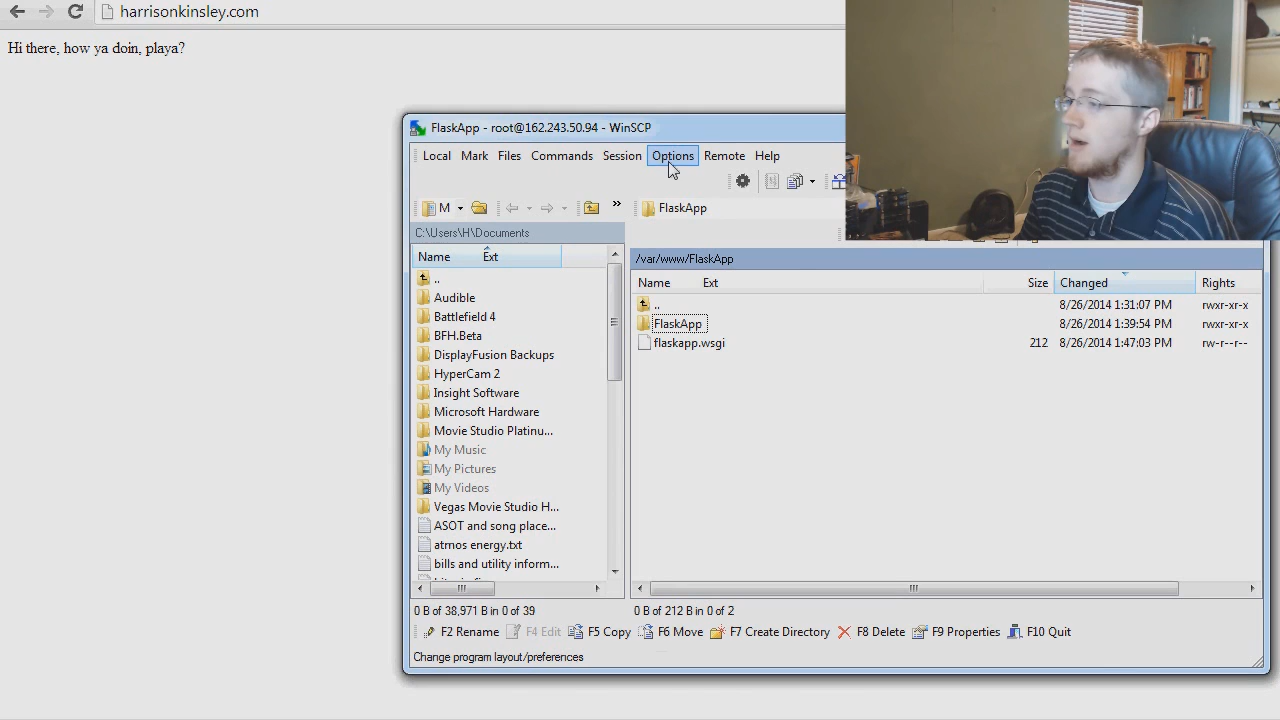 harrisonkinsley.com
Hi there, how ya doin, playa?
FlaskApp - root@162.243.50.94 - WinSCP
Local Mark Files Commands Session Options Remote Help
M » FlaskApp
C:\Users\H\Documents
Name Ext
..
Audible
Battlefield 4
BFH.Beta
DisplayFusion Backups
HyperCam 2
Insight Software
Microsoft Hardware
Movie Studio Platinu...
My Music
My Pictures
My Videos
Vegas Movie Studio H...
ASOT and song place...
atmos energy.txt
bills and utility inform...
/var/www/FlaskApp
Name Ext Size Changed Rights
.. 8/26/2014 1:31:07 PM rwxr-xr-x
FlaskApp 8/26/2014 1:39:54 PM rwxr-xr-x
flaskapp.wsgi 212 8/26/2014 1:47:03 PM rw-r--r--
0 B of 38,971 B in 0 of 39
0 B of 212 B in 0 of 2
F2 Rename F4 Edit F5 Copy F6 Move F7 Create Directory F8 Delete F9 Properties F10 Quit
Change program layout/preferences